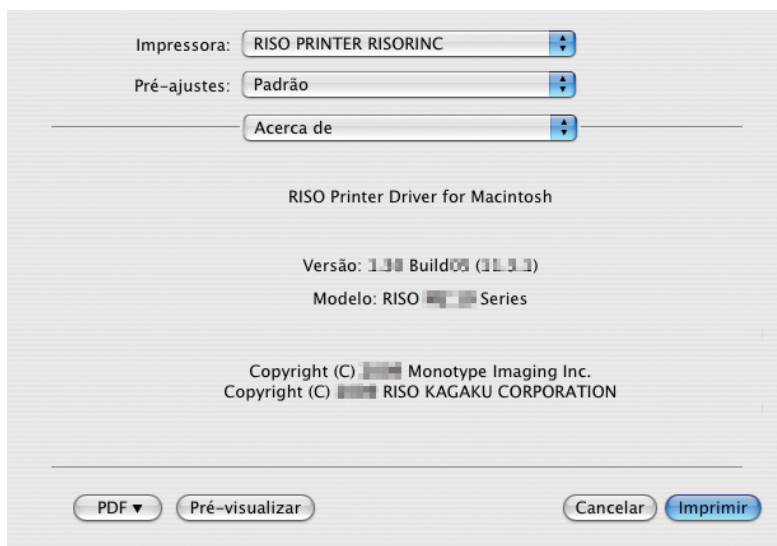 Impressora: RISO PRINTER RISORINC
Pré-ajustes: Padrão
Acerca de
RISO Printer Driver for Macintosh
Versão: Build
Modelo: RISO Series
Copyright (C) Monotype Imaging Inc.
Copyright (C) RISO KAGAKU CORPORATION
PDF ▼ Pré-visualizar Cancelar Imprimir